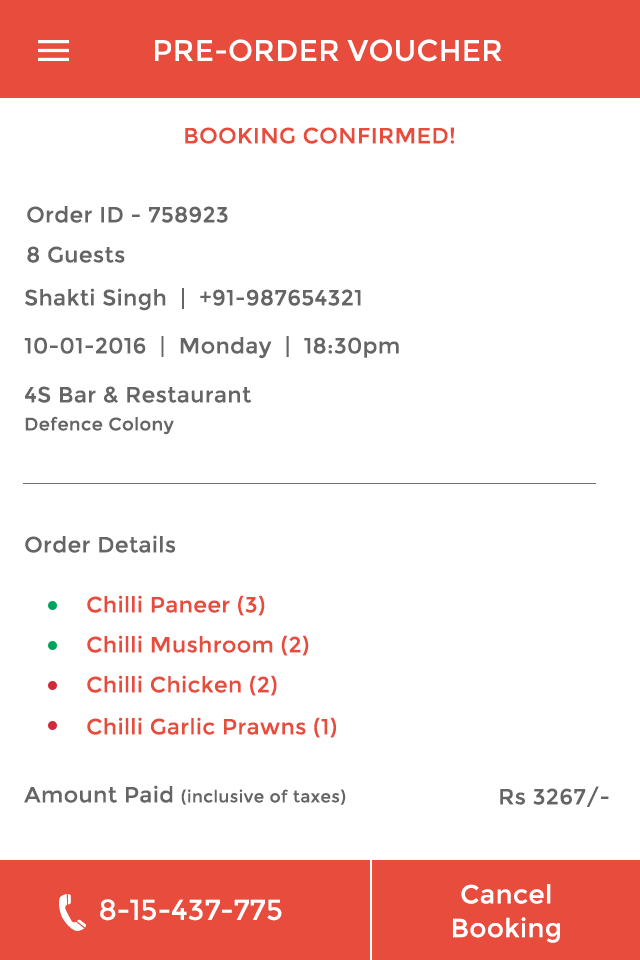 PRE-ORDER VOUCHER
BOOKING CONFIRMED!
Order ID - 758923
8 Guests
Shakti Singh | +91-987654321
10-01-2016 | Monday | 18:30pm
4S Bar & Restaurant
Defence Colony
Order Details
Chilli Paneer (3)
Chilli Mushroom (2)
Chilli Chicken (2)
Chilli Garlic Prawns (1)
Amount Paid (inclusive of taxes) Rs 3267/-
8-15-437-775
Cancel
Booking